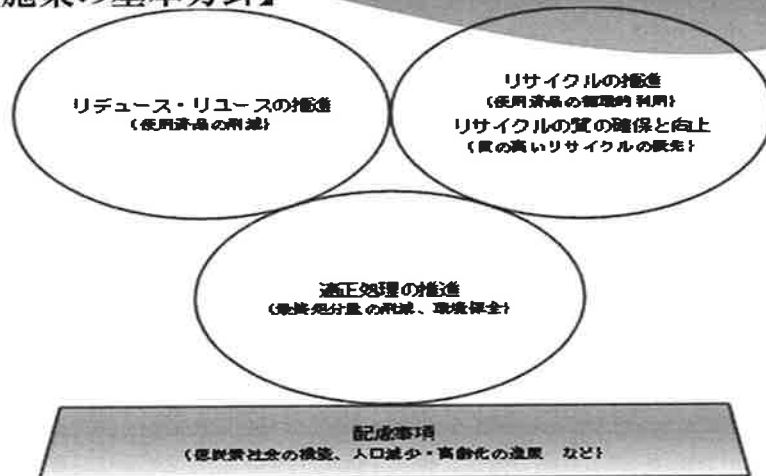 施策の基本方針】
リデュース・リユースの推進
(使用済品の削減)
リサイクルの推進
(使用済品の循環的利用)
リサイクルの質の確保と向上
(質の高いリサイクルの優先)
適正処理の推進
(最終処分量の削減、環境保全)
配慮事項
(低炭素社会の構築、人口減少・高齢化の進展 など)